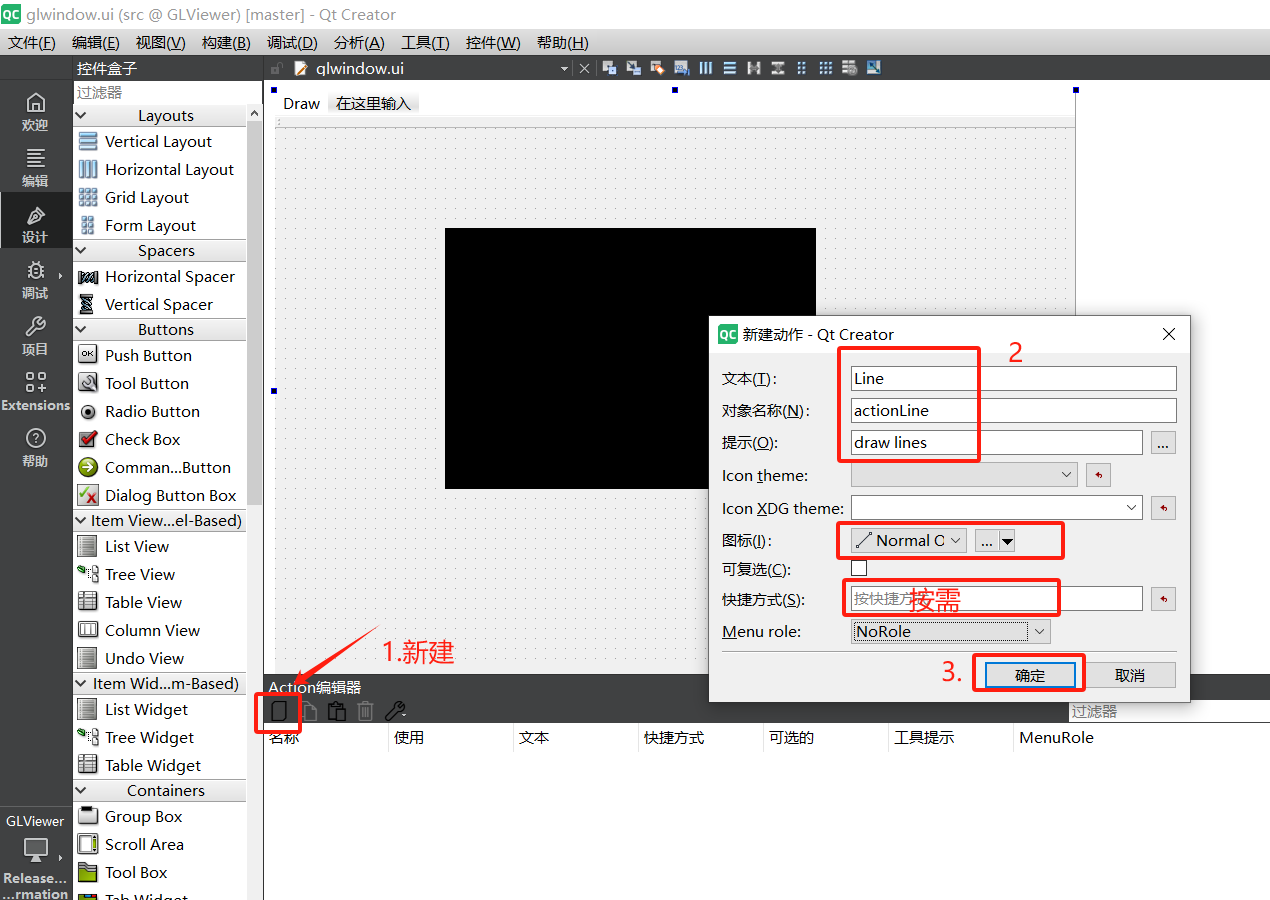 QC glwindow.ui (src @ GLViewer) [master] - Qt Creator
文件(F) 编辑(E) 视图(V) 构建(B) 调试(D) 分析(A) 工具(T) 控件(W) 帮助(H)
控件盒子
glwindow.ui
过滤器
欢迎
编辑
设计
调试
项目
Extensions
帮助
GLViewer
Release...
...rmation
Layouts
Vertical Layout
Horizontal Layout
Grid Layout
Form Layout
Spacers
Horizontal Spacer
Vertical Spacer
Buttons
OK Push Button
Tool Button
Radio Button
Check Box
Comman...Button
Dialog Button Box
Item View...el-Based)
List View
Tree View
Table View
Column View
Undo View
Item Wid...m-Based)
List Widget
Tree Widget
Table Widget
Containers
Group Box
Scroll Area
Tool Box
Tab Widget
Draw 在这里输入
QC 新建动作 - Qt Creator
2
文本(T): Line
对象名称(N): actionLine
提示(O): draw lines ...
Icon theme:
Icon XDG theme:
图标(I): Normal O ...
可复选(C):
快捷方式(S): 按快捷方
按需
Menu role: NoRole
3.
确定 取消
1.新建
Action编辑器
过滤器
名称 使用 文本 快捷方式 可选的 工具提示 MenuRole